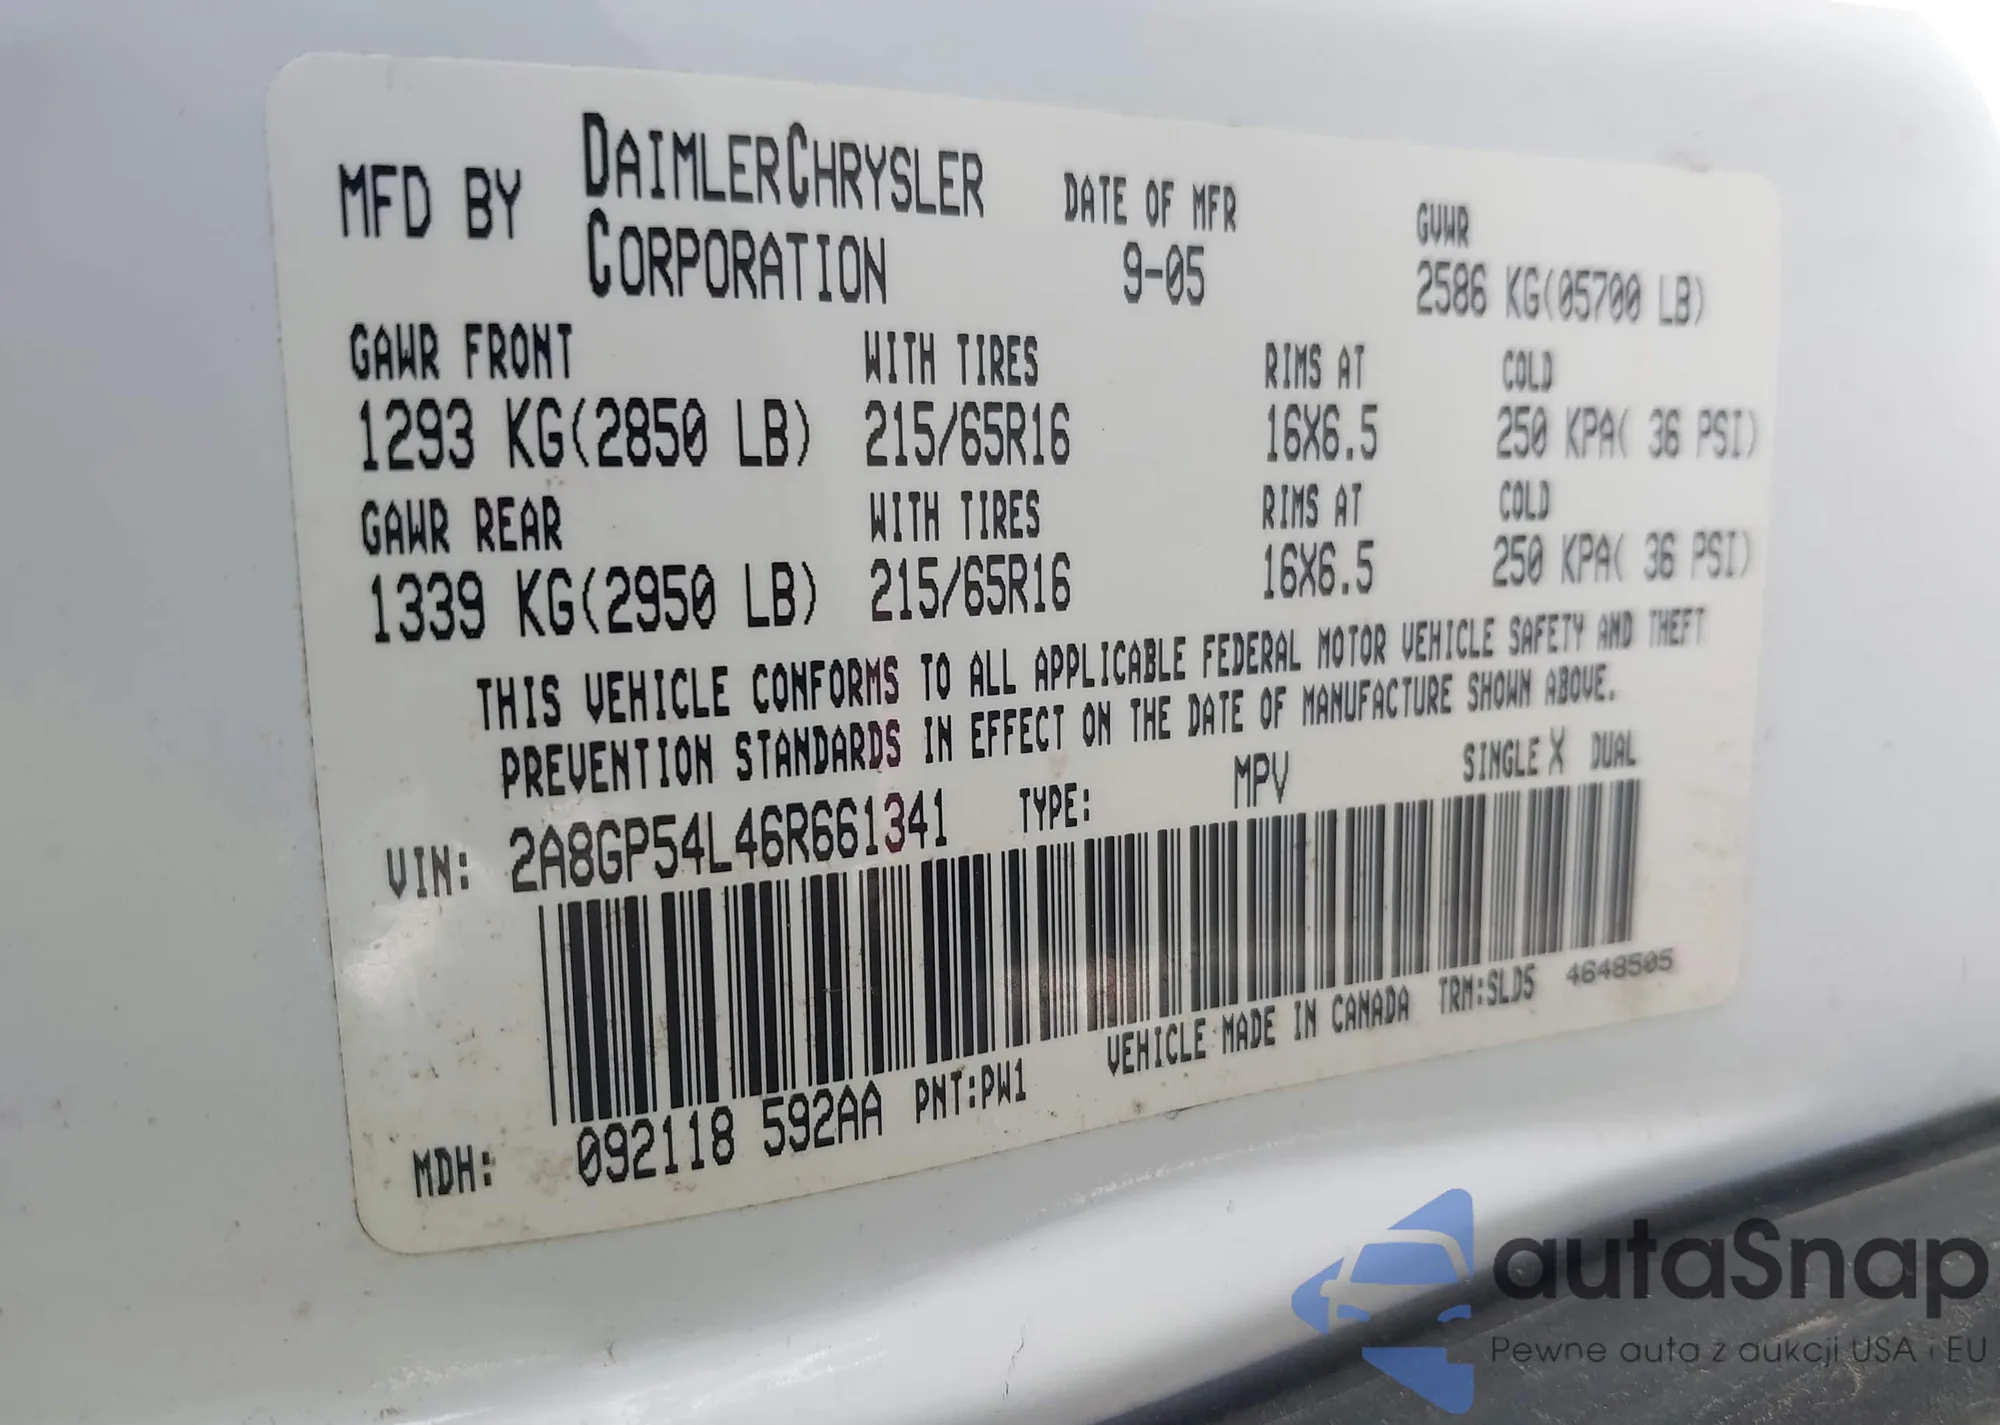 MFD BY DAIMLERCHRYSLER CORPORATION DATE OF MFR 9-05 GVWR 2586 KG(05700 LB)
GAWR FRONT WITH TIRES RIMS AT COLD
1293 KG(2850 LB) 215/65R16 16X6.5 250 KPA( 36 PSI)
GAWR REAR WITH TIRES RIMS AT COLD
1339 KG(2950 LB) 215/65R16 16X6.5 250 KPA( 36 PSI)
THIS VEHICLE CONFORMS TO ALL APPLICABLE FEDERAL MOTOR VEHICLE SAFETY AND THEFT
PREVENTION STANDARDS IN EFFECT ON THE DATE OF MANUFACTURE SHOWN ABOVE.
VIN: 2A8GP54L46R661341 TYPE: MPV SINGLE X DUAL
MDH: 092118 592AA PNT:PW1 VEHICLE MADE IN CANADA TRM:SLD5 4648505
autaSnap
Pewne auta z aukcji USA i EU